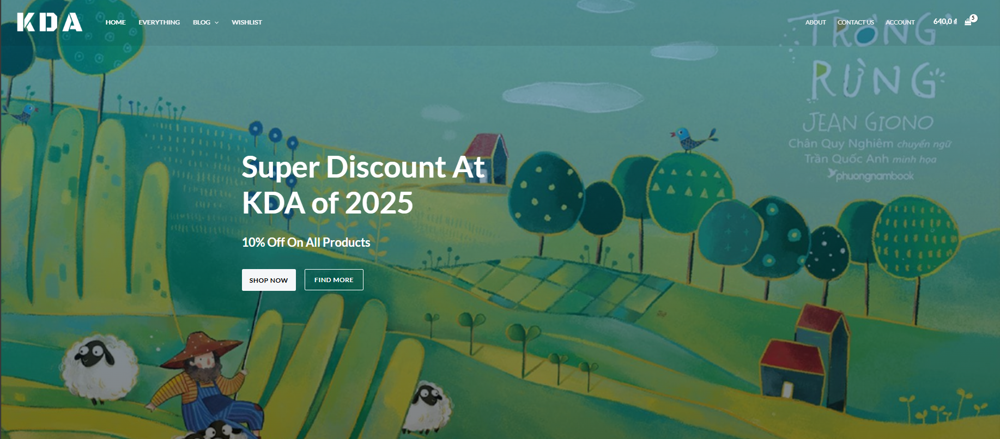 KDA HOME EVERYTHING BLOG WISHLIST ABOUT CONTACT US ACCOUNT 640,0 ₫ 5
TRỒNG
RỪNG
JEAN GIONO
Chân Quy Nghiêm chuyển ngữ
Trần Quốc Anh minh họa
phuongnambook
Super Discount At
KDA of 2025
10% Off On All Products
SHOP NOW FIND MORE